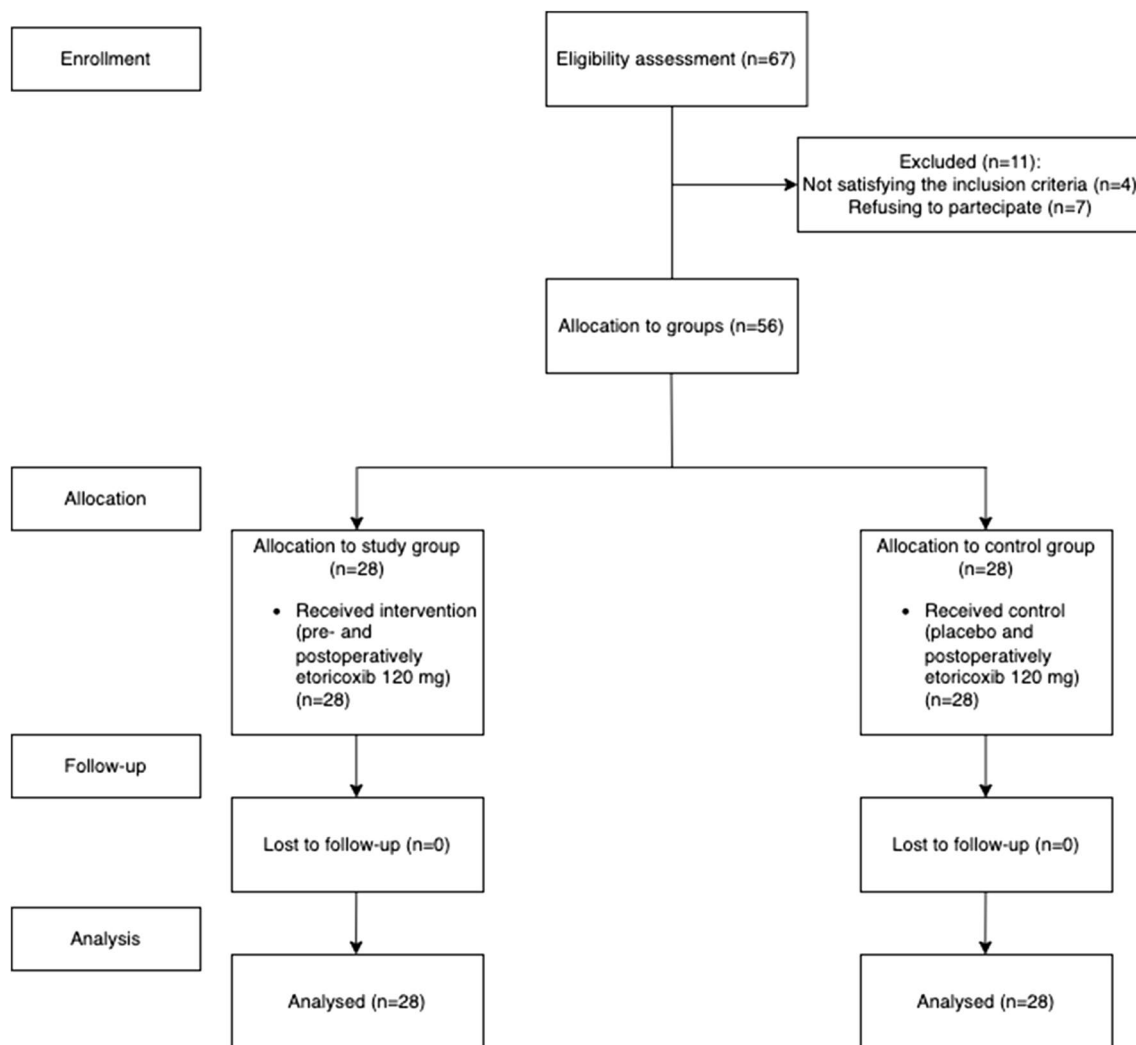 Enrollment
Eligibility assessment (n=67)
Excluded (n=11):
Not satisfying the inclusion criteria (n=4)
Refusing to partecipate (n=7)
Allocation to groups (n=56)
Allocation
Allocation to study group
(n=28)
• Received intervention
(pre- and
postoperatively
etoricoxib 120 mg)
(n=28)
Allocation to control group
(n=28)
• Received control
(placebo and
postoperatively
etoricoxib 120 mg)
(n=28)
Follow-up
Lost to follow-up (n=0)
Lost to follow-up (n=0)
Analysis
Analysed (n=28)
Analysed (n=28)